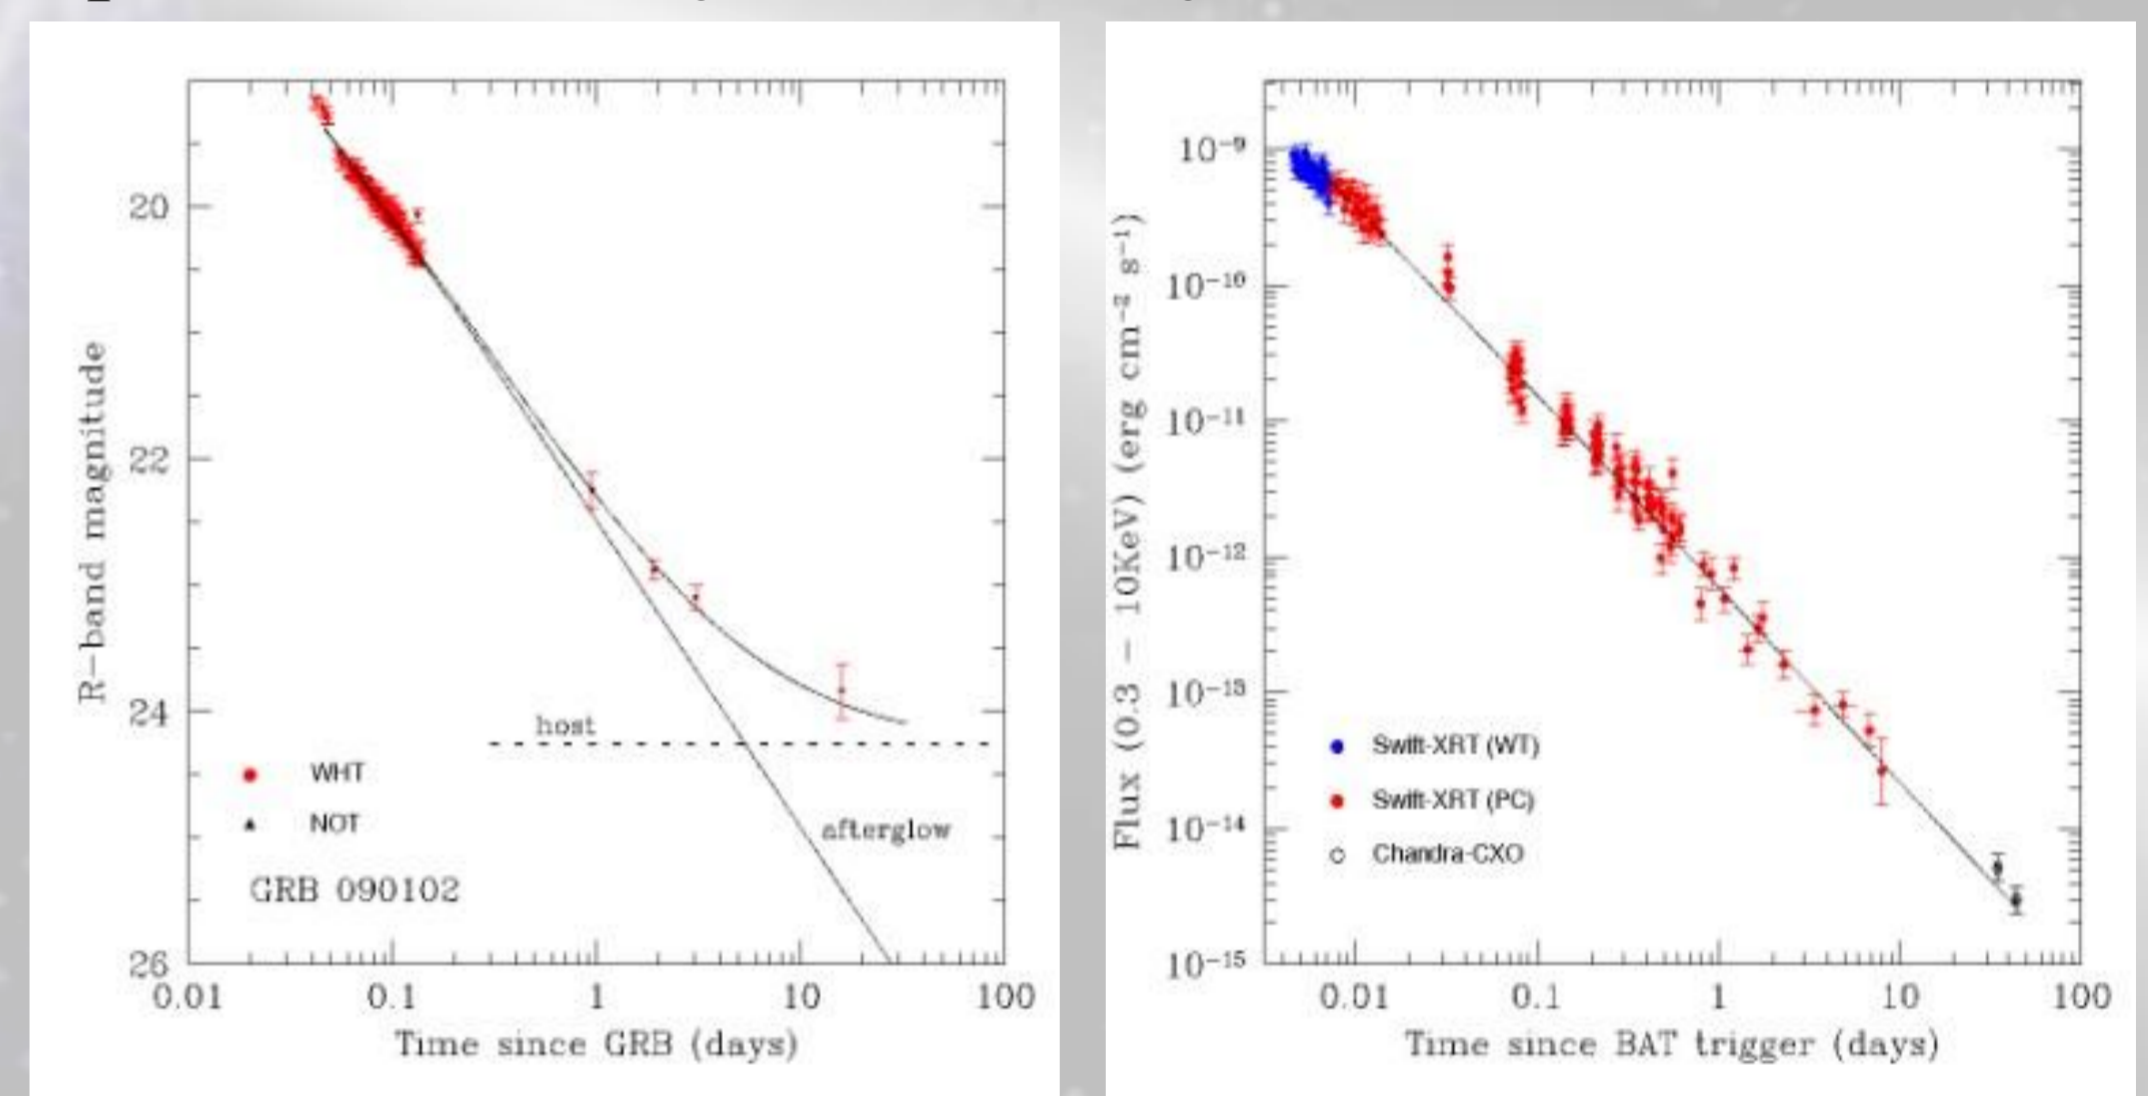 R-band magnitude
20
22
24
26
0.01 0.1 1 10 100
Time since GRB (days)
host
afterglow
WHT
NOT
GRB 090102
Flux (0.3 - 10KeV) (erg cm⁻² s⁻¹)
10⁻⁹
10⁻¹⁰
10⁻¹¹
10⁻¹²
10⁻¹³
10⁻¹⁴
10⁻¹⁵
0.01 0.1 1 10 100
Time since BAT trigger (days)
Swift-XRT (WT)
Swift-XRT (PC)
Chandra-CXO